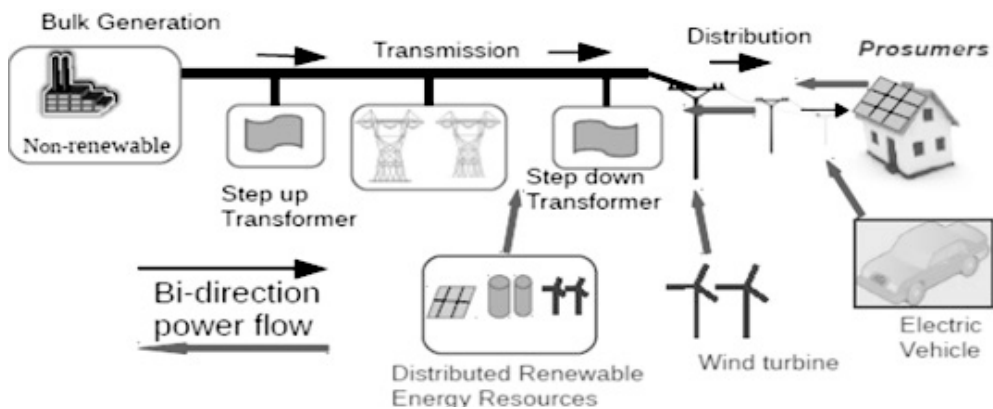 Bulk Generation
Transmission
Distribution
Prosumers
Non-renewable
Step up
Transformer
Step down
Transformer
Bi-direction
power flow
Distributed Renewable
Energy Resources
Wind turbine
Electric
Vehicle